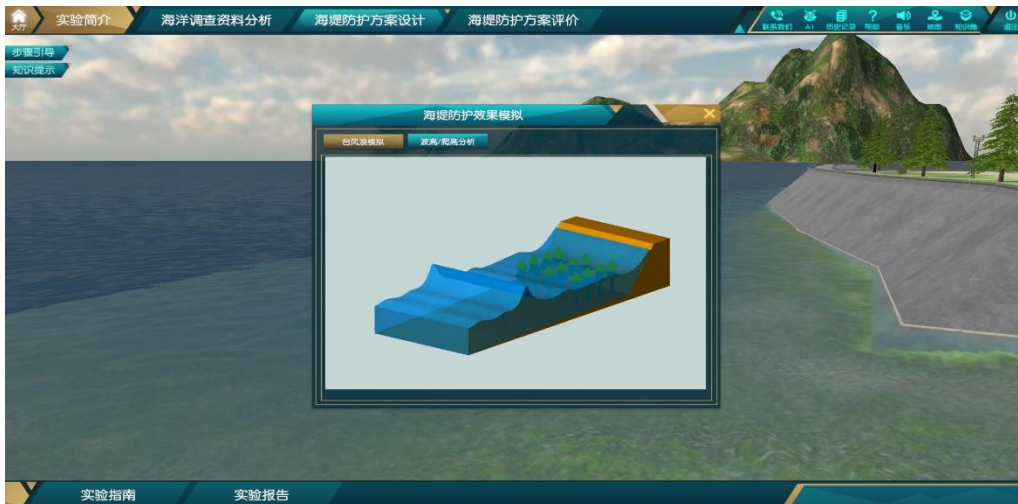 大厅
实验简介
海洋调查资料分析
海堤防护方案设计
海堤防护方案评价
联系我们
AI
历史记录
帮助
音乐
地图
知识角
退出
步骤引导
知识提示
海堤防护效果模拟
台风浪模拟
波高/爬高分析
实验指南
实验报告